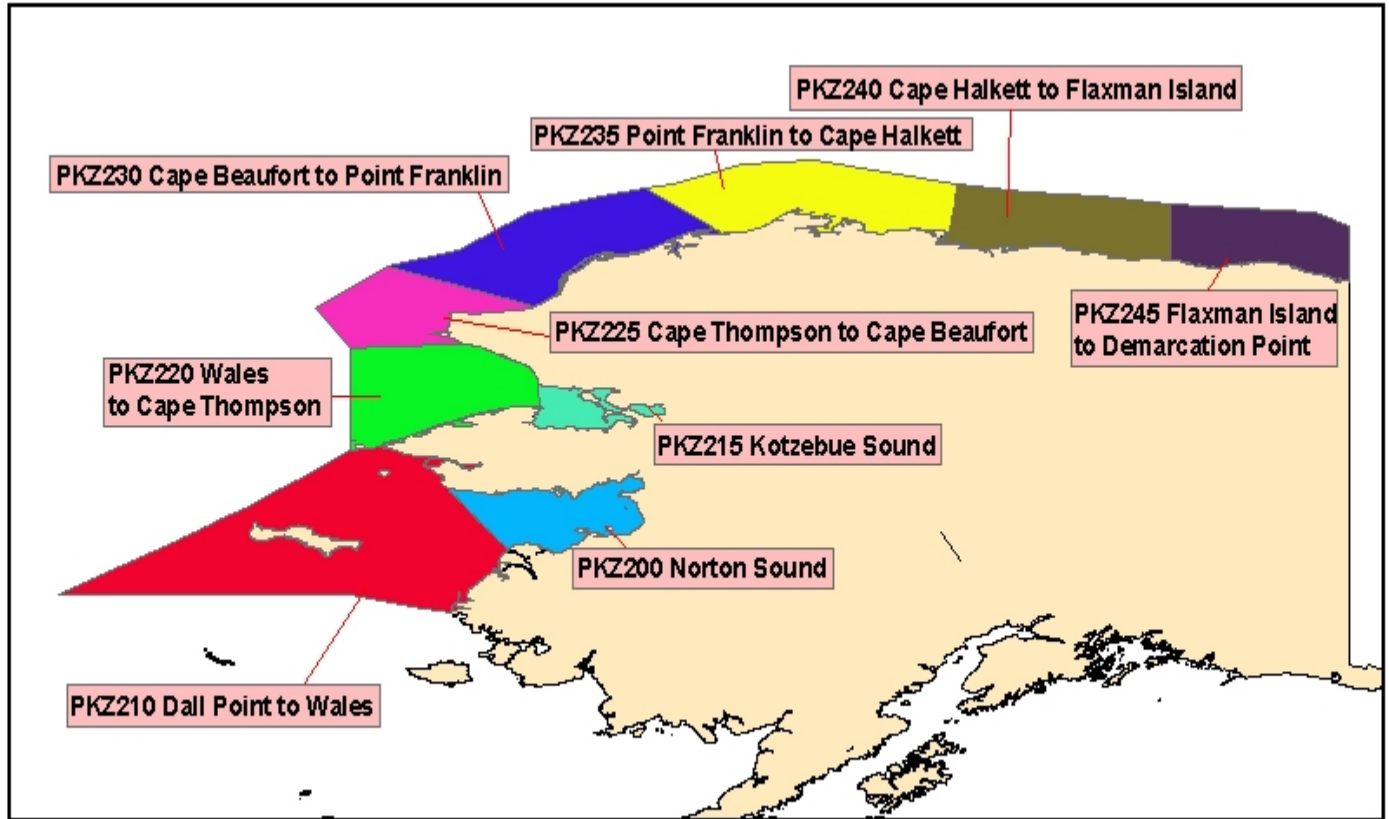 PKZ240 Cape Halkett to Flaxman Island
PKZ235 Point Franklin to Cape Halkett
PKZ230 Cape Beaufort to Point Franklin
PKZ245 Flaxman Island
to Demarcation Point
PKZ225 Cape Thompson to Cape Beaufort
PKZ220 Wales
to Cape Thompson
PKZ215 Kotzebue Sound
PKZ200 Norton Sound
PKZ210 Dall Point to Wales